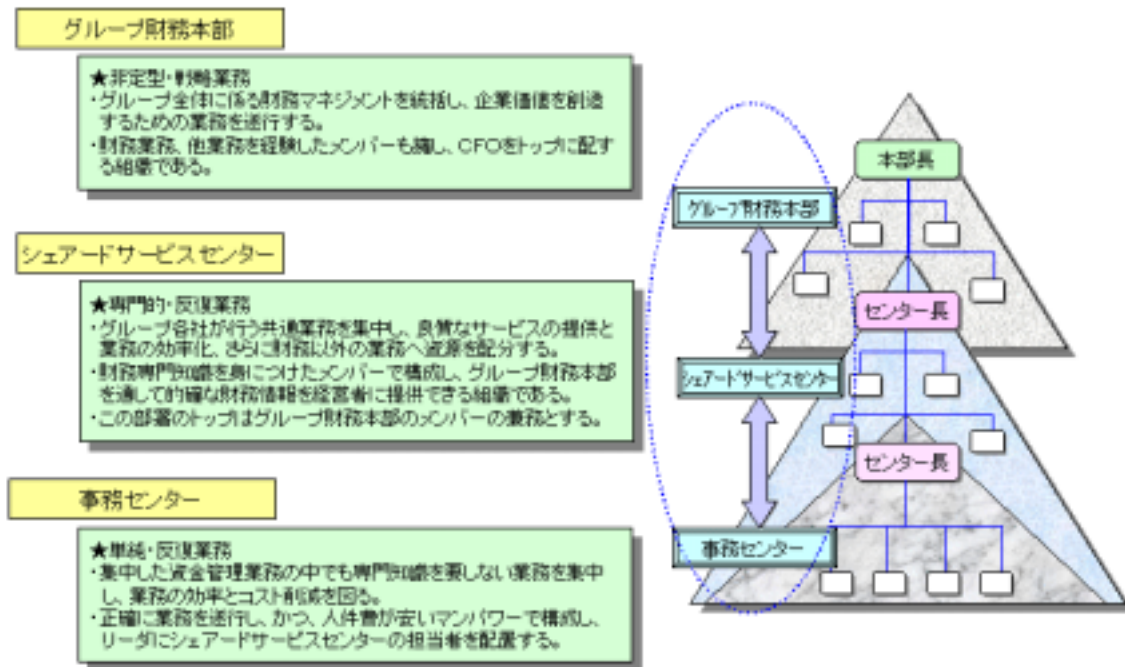 グループ財務本部
★非定型・戦略業務
・グループ全体に係る財務マネジメントを統括し、企業価値を創造
するための業務を遂行する。
・財務業務、他業務を経験したメンバーも擁し、CFOをトップに配す
る組織である。
シェアードサービスセンター
★専門的・反復業務
・グループ各社が行う共通業務を集中し、良質なサービスの提供と
業務の効率化、さらに財務以外の業務へ資源を配分する。
・財務専門知識を身につけたメンバーで構成し、グループ財務本部
を通して的確な財務情報を経営者に提供できる組織である。
・この部署のトップはグループ財務本部のメンバーの兼務とする。
事務センター
★単純・反復業務
・集中した資金管理業務の中でも専門知識を要しない業務を集中
し、業務の効率とコスト削減を図る。
・正確に業務を遂行し、かつ、人件費が安いマンパワーで構成し、
リーダにシェアードサービスセンターの担当者を配置する。
本部長
グループ財務本部
センター長
シェアードサービスセンター
センター長
事務センター